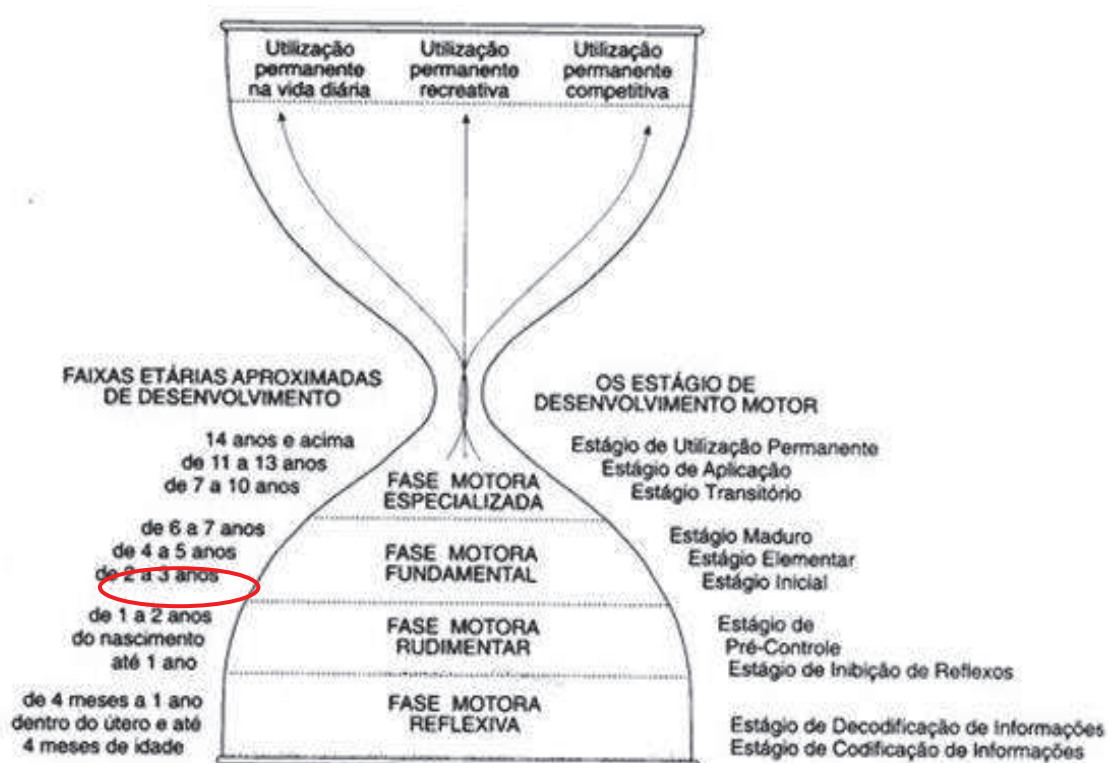 Utilização
permanente
na vida diária
Utilização
permanente
recreativa
Utilização
permanente
competitiva
FAIXAS ETÁRIAS APROXIMADAS
DE DESENVOLVIMENTO
OS ESTÁGIO DE
DESENVOLVIMENTO MOTOR
14 anos e acima
de 11 a 13 anos
de 7 a 10 anos
FASE MOTORA
ESPECIALIZADA
Estágio de Utilização Permanente
Estágio de Aplicação
Estágio Transitório
de 6 a 7 anos
de 4 a 5 anos
de 2 a 3 anos
FASE MOTORA
FUNDAMENTAL
Estágio Maduro
Estágio Elementar
Estágio Inicial
de 1 a 2 anos
do nascimento
até 1 ano
FASE MOTORA
RUDIMENTAR
Estágio de
Pré-Controle
Estágio de Inibição de Reflexos
de 4 meses a 1 ano
dentro do útero e até
4 meses de idade
FASE MOTORA
REFLEXIVA
Estágio de Decodificação de Informações
Estágio de Codificação de Informações